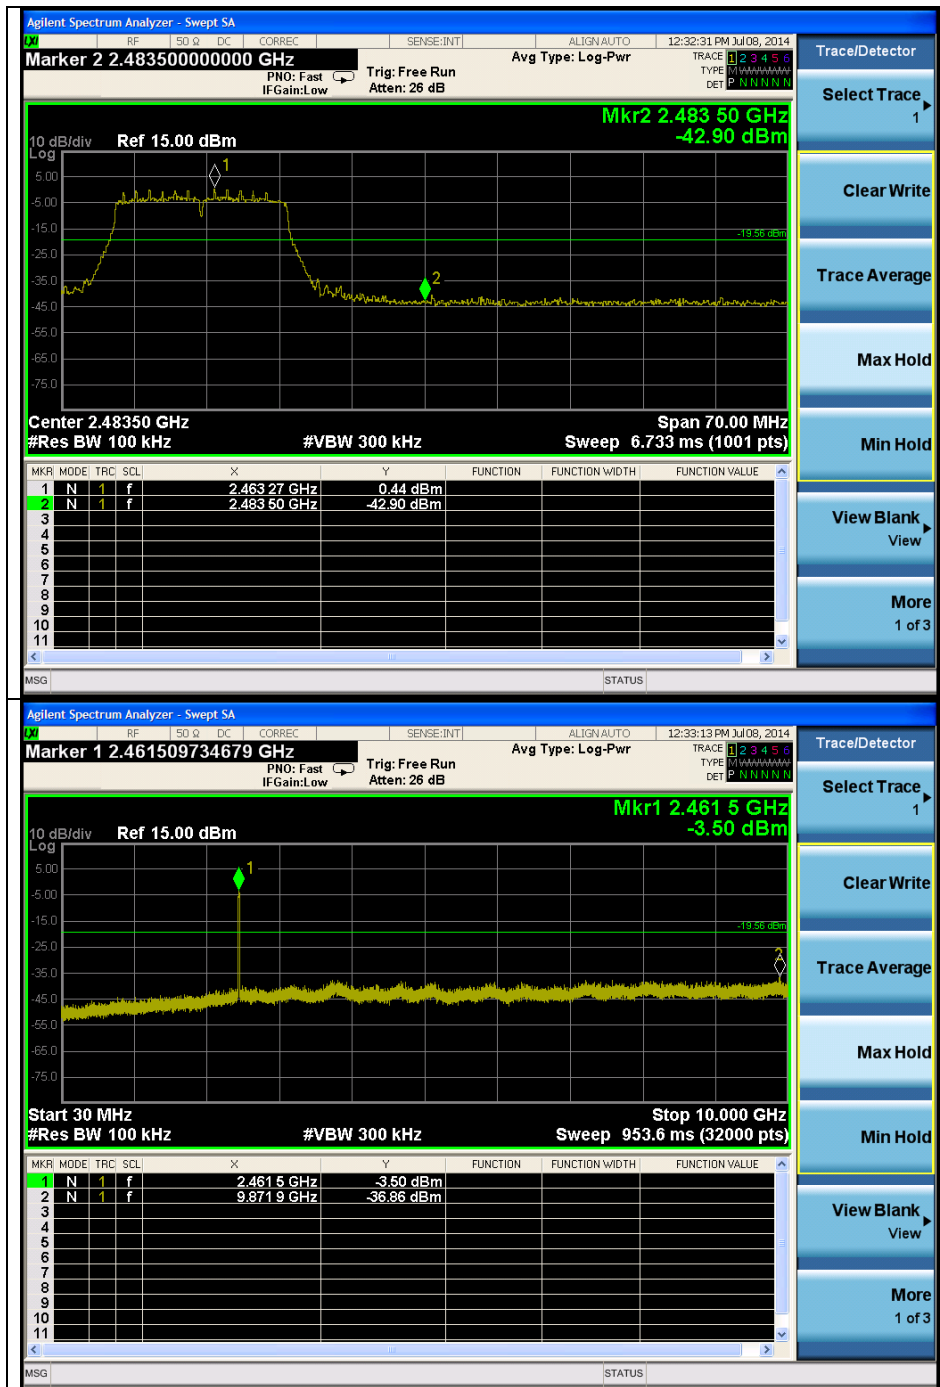 Agilent Spectrum Analyzer - Swept SA
LXI RF 50 Ω DC CORREC SENSE:INT ALIGN AUTO 12:32:31 PM Jul 08, 2014
Marker 2 2.483500000000 GHz
PNO: Fast
IFGain:Low
Trig: Free Run
Atten: 26 dB
Avg Type: Log-Pwr
TRACE 1 2 3 4 5 6
TYPE M WWWWW
DET P N N N N N
Mkr2 2.483 50 GHz
-42.90 dBm
10 dB/div Ref 15.00 dBm
Log
5.00
-5.00
-15.0
-25.0
-35.0
-45.0
-55.0
-65.0
-75.0
1
2
-19.56 dBm
Center 2.48350 GHz Span 70.00 MHz
#Res BW 100 kHz #VBW 300 kHz Sweep 6.733 ms (1001 pts)
MKR MODE TRC SCL X Y FUNCTION FUNCTION WIDTH FUNCTION VALUE
1 N 1 f 2.463 27 GHz 0.44 dBm
2 N 1 f 2.483 50 GHz -42.90 dBm
3
4
5
6
7
8
9
10
11
MSG STATUS
Trace/Detector
Select Trace
1
Clear Write
Trace Average
Max Hold
Min Hold
View Blank
View
More
1 of 3
Agilent Spectrum Analyzer - Swept SA
LXI RF 50 Ω DC CORREC SENSE:INT ALIGN AUTO 12:33:13 PM Jul 08, 2014
Marker 1 2.461509734679 GHz
PNO: Fast
IFGain:Low
Trig: Free Run
Atten: 26 dB
Avg Type: Log-Pwr
TRACE 1 2 3 4 5 6
TYPE M WWWWW
DET P N N N N N
Mkr1 2.461 5 GHz
-3.50 dBm
10 dB/div Ref 15.00 dBm
Log
5.00
-5.00
-15.0
-25.0
-35.0
-45.0
-55.0
-65.0
-75.0
1
2
-19.56 dBm
Start 30 MHz Stop 10.000 GHz
#Res BW 100 kHz #VBW 300 kHz Sweep 953.6 ms (32000 pts)
MKR MODE TRC SCL X Y FUNCTION FUNCTION WIDTH FUNCTION VALUE
1 N 1 f 2.461 5 GHz -3.50 dBm
2 N 1 f 9.871 9 GHz -36.86 dBm
3
4
5
6
7
8
9
10
11
MSG STATUS
Trace/Detector
Select Trace
1
Clear Write
Trace Average
Max Hold
Min Hold
View Blank
View
More
1 of 3